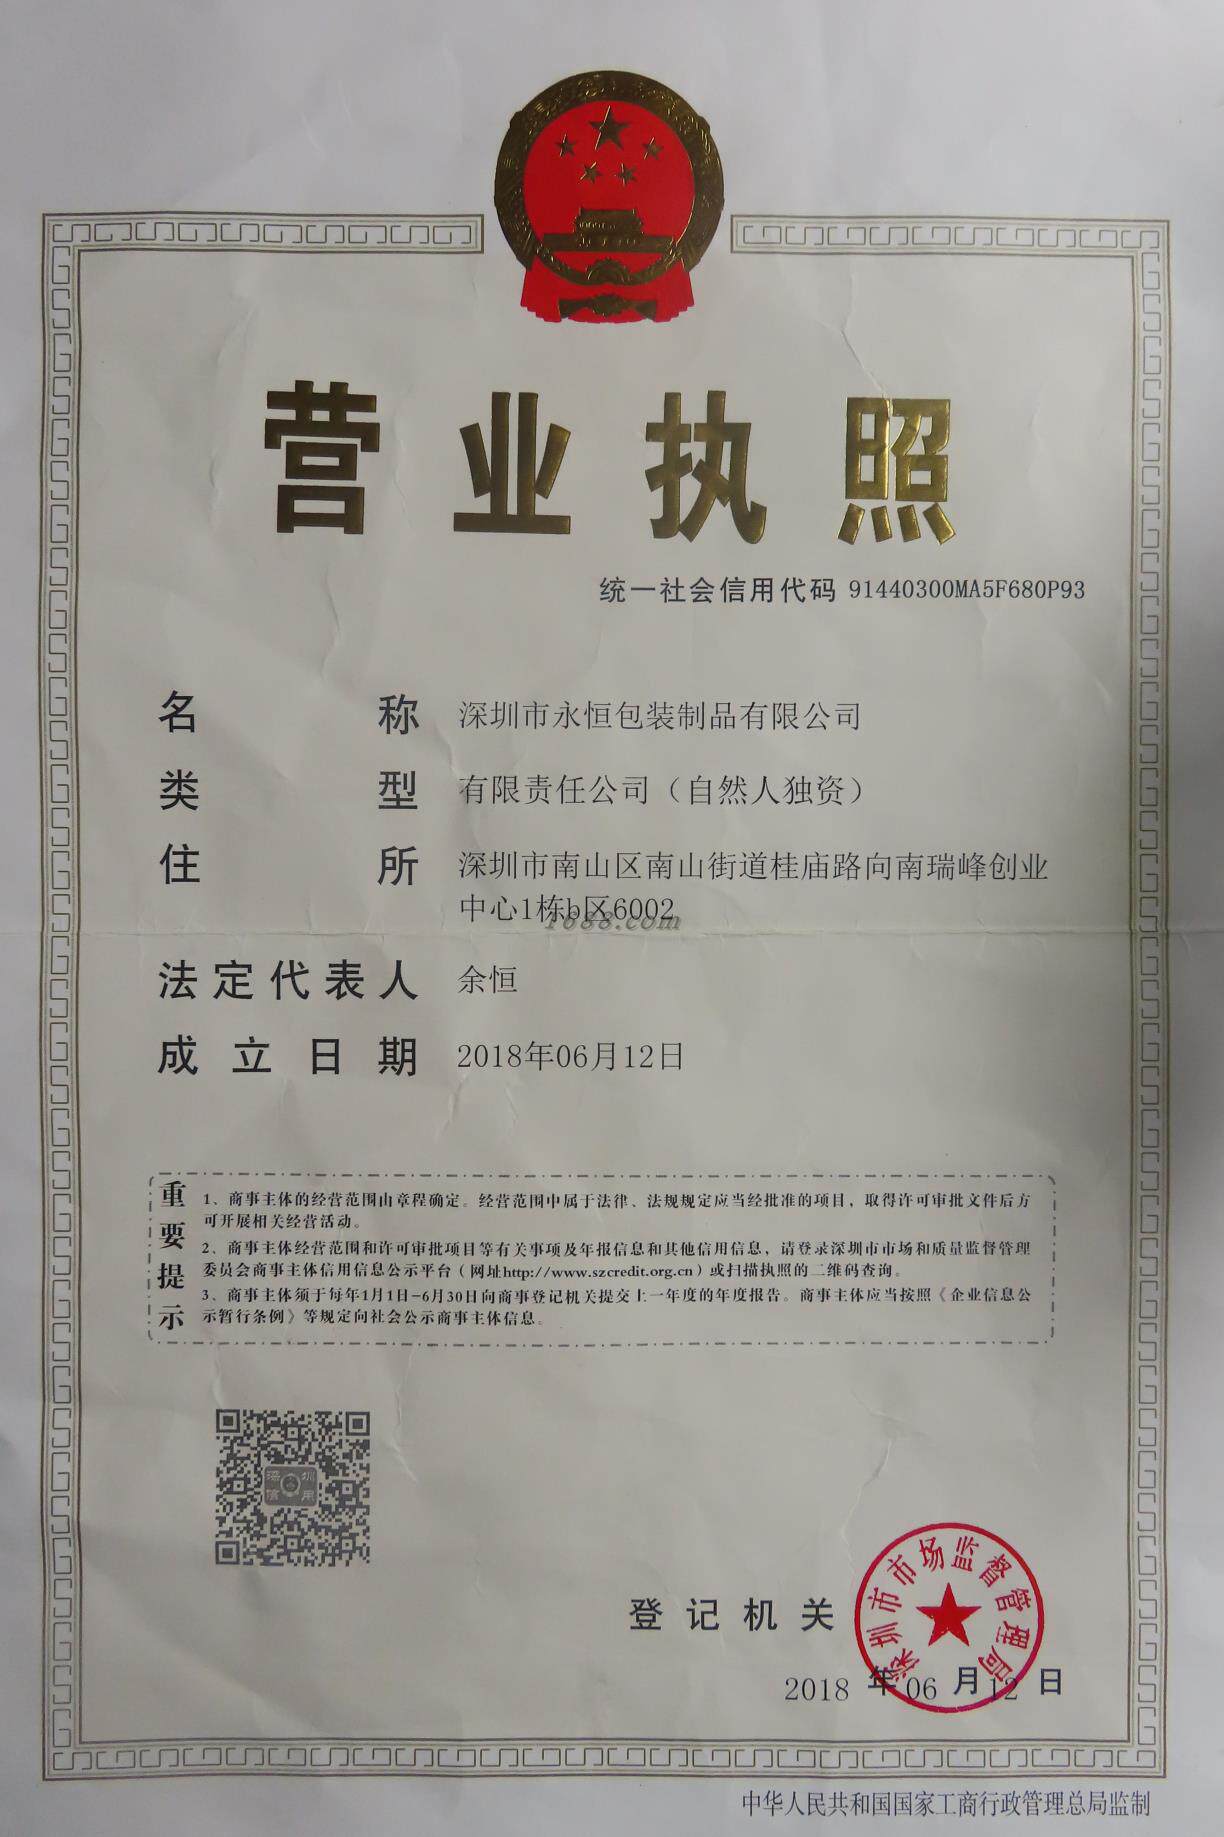 营业执照
统一社会信用代码 91440300MA5F680P93
名称 深圳市永恒包装制品有限公司
类型 有限责任公司（自然人独资）
住所 深圳市南山区南山街道桂庙路向南瑞峰创业
中心1栋b区6002
1688.com
法定代表人 余恒
成立日期 2018年06月12日
重要提示
1、商事主体的经营范围由章程确定。经营范围中属于法律、法规规定应当经批准的项目，取得许可审批文件后方
可开展相关经营活动。
2、商事主体经营范围和许可审批项目等有关事项及年报信息和其他信用信息，请登录深圳市市场和质量监督管理
委员会商事主体信用信息公示平台（网址http://www.szcredit.org.cn）或扫描执照的二维码查询。
3、商事主体须于每年1月1日-6月30日向商事登记机关提交上一年度的年度报告。商事主体应当按照《企业信息公
示暂行条例》等规定向社会公示商事主体信息。
深圳
信用
登记机关
深圳市市场监督管理局
2018 年 06 月 12 日
中华人民共和国国家工商行政管理总局监制